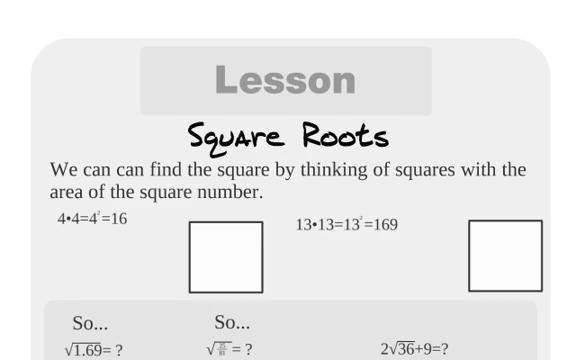 Lesson
Square Roots
We can can find the square by thinking of squares with the
area of the square number.
4•4=4²=16 13•13=13²=169
So... So...
√1.69= ? √ = ? 2√36+9=?